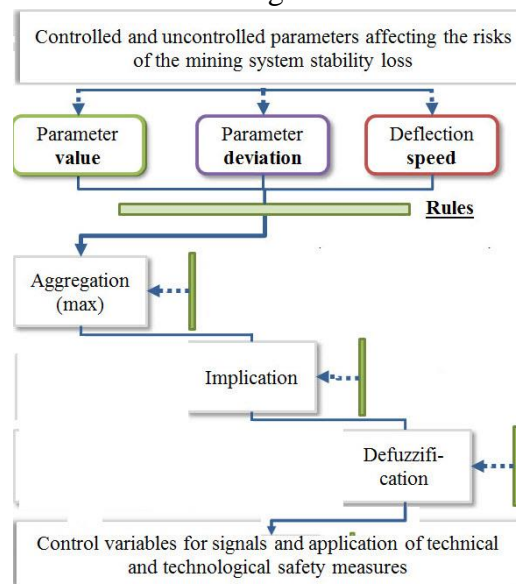 Controlled and uncontrolled parameters affecting the risks
of the mining system stability loss
Parameter
value
Parameter
deviation
Deflection
speed
Rules
Aggregation
(max)
Implication
Defuzzifi-
cation
Control variables for signals and application of technical
and technological safety measures